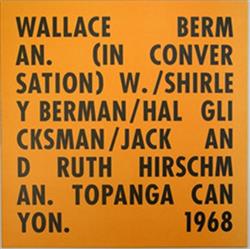 WALLACE BERM
AN. (IN CONVER
SATION) W./SHIRLE
Y BERMAN/HAL GLI
CKSMAN/JACK AN
D RUTH HIRSCHM
AN. TOPANGA CAN
YON. 1968